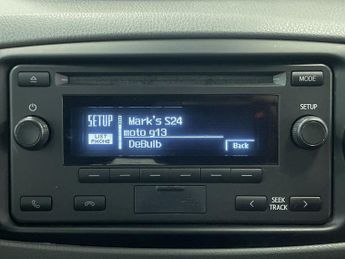 MODE
SETUP
SETUP
LIST
PHONE
Mark's S24
moto g13
DeBulb
Back
SEEK
TRACK